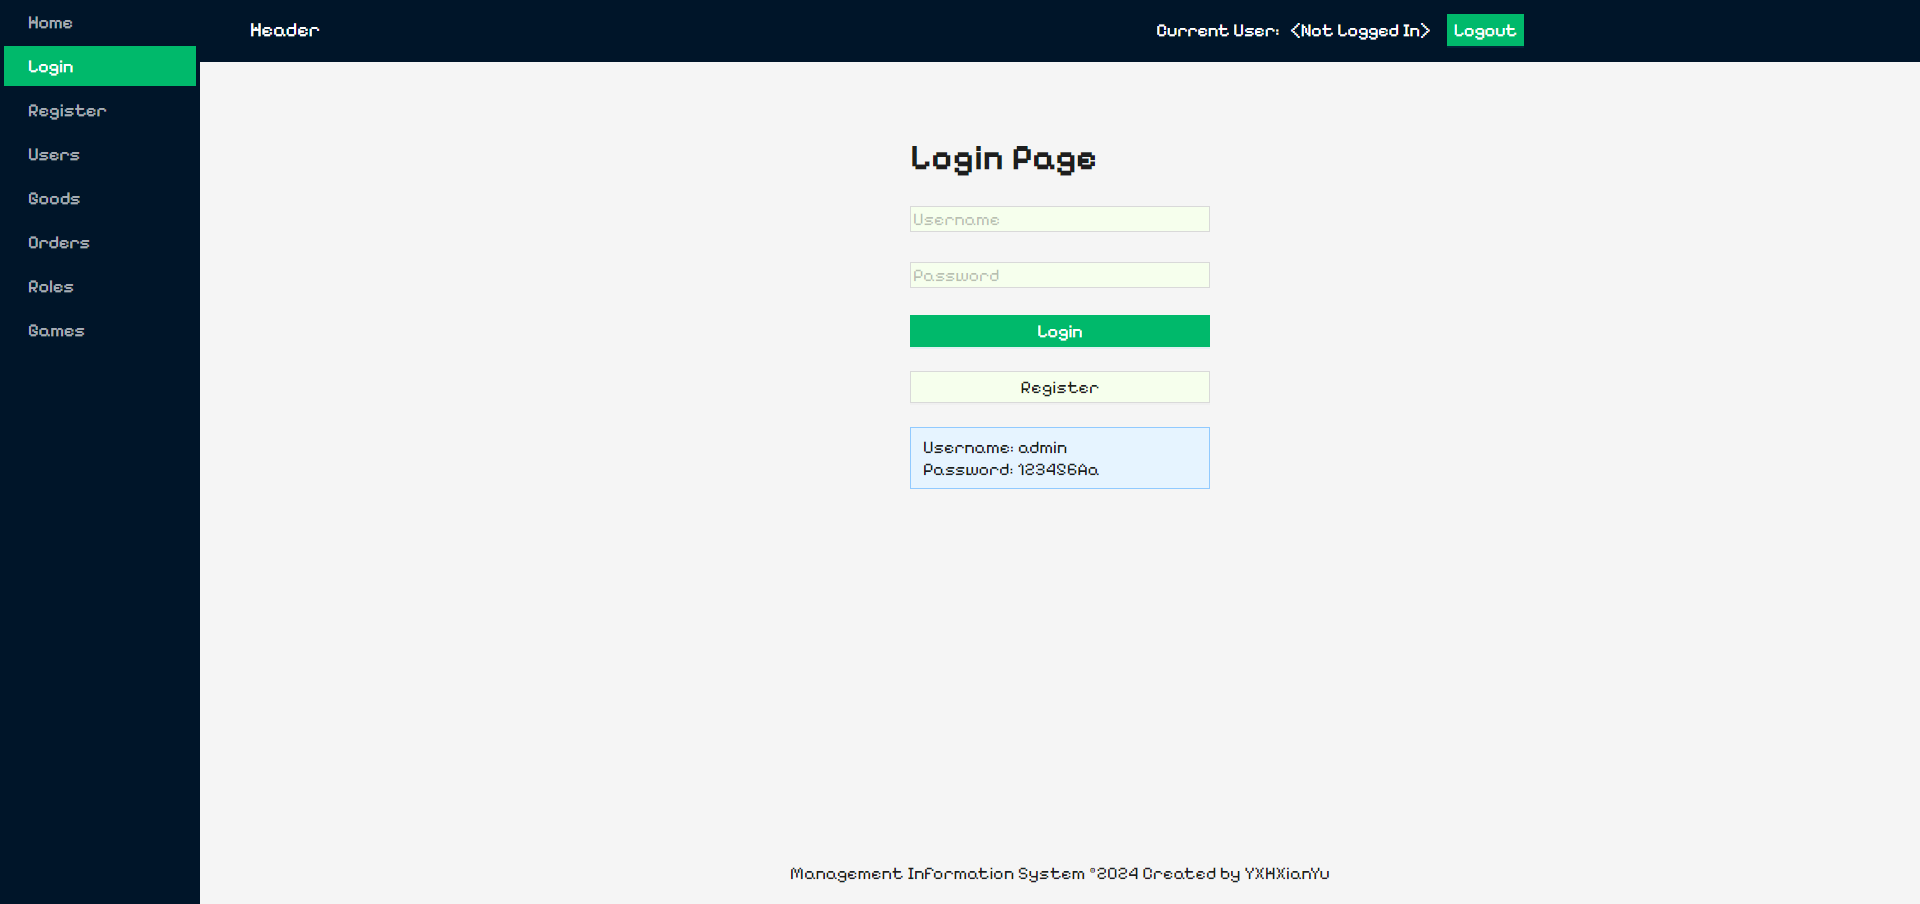 Home
Login
Register
Users
Goods
Orders
Roles
Games
Header
Current User: <Not Logged In>
Logout
Login Page
Username
Password
Login
Register
Username: admin
Password: 123456Aa
Management Information System ©2024 Created by YXHXianYu